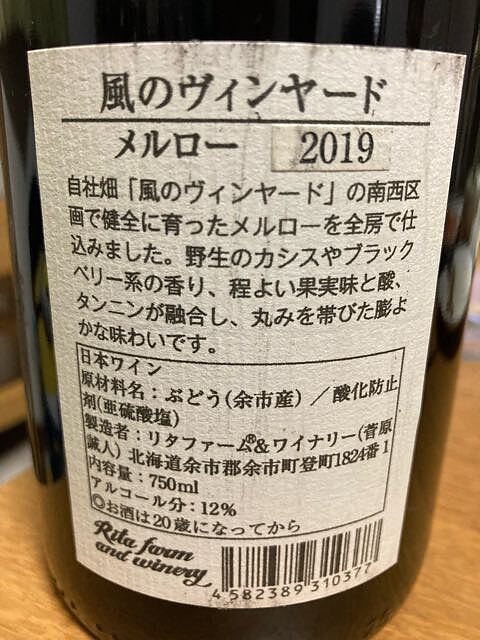 風のヴィンヤード
メルロー 2019
自社畑「風のヴィンヤード」の南西区
画で健全に育ったメルローを全房で仕
込みました。野生のカシスやブラック
ベリー系の香り、程よい果実味と酸、
タンニンが融合し、丸みを帯びた膨よ
かな味わいです。
日本ワイン
原材料名：ぶどう(余市産)／酸化防止
剤(亜硫酸塩)
製造者：リタファーム®&ワイナリー(菅原
誠人) 北海道余市郡余市町登町1824番1
内容量：750ml
アルコール分：12%
◎お酒は20歳になってから
Rita farm
and winery
4 582389 310377